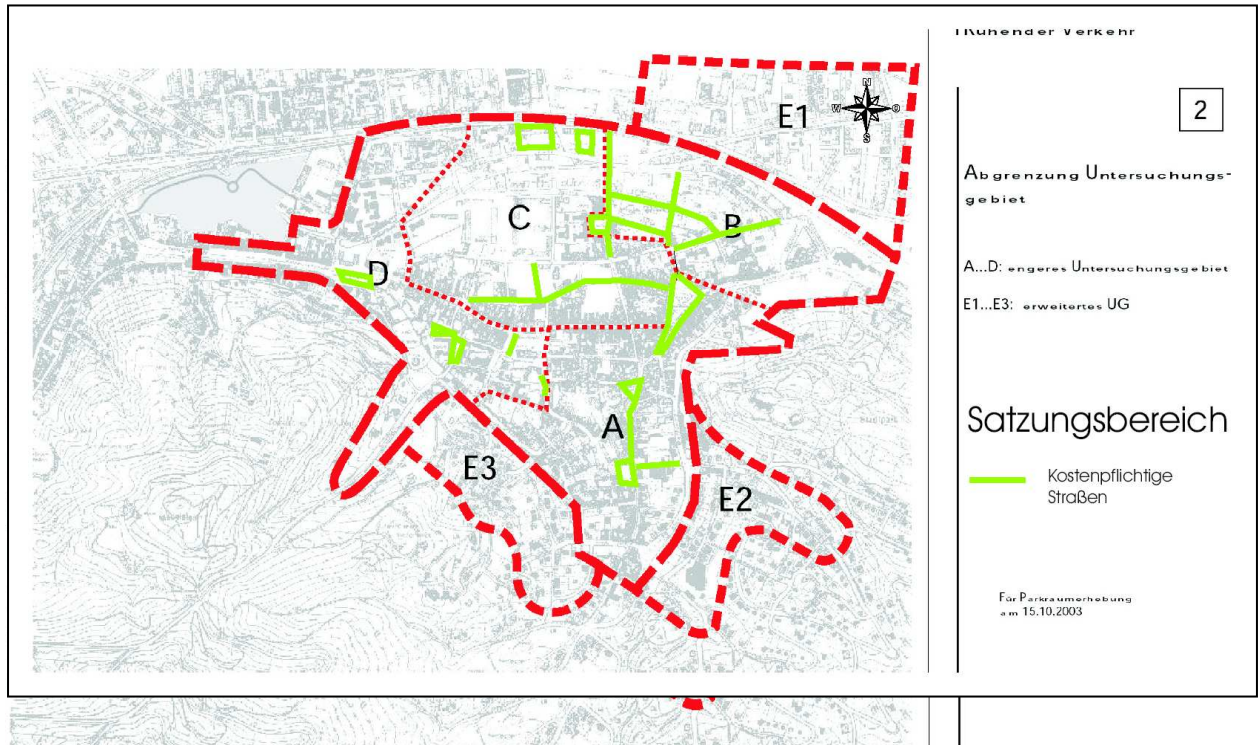 Ruhender Verkehr
2
Abgrenzung Untersuchungs-
gebiet
A...D: engeres Untersuchungsgebiet
E1...E3: erweitertes UG
Satzungsbereich
Kostenpflichtige
Straßen
Für Parkraumerhebung
am 15.10.2003
E1
N
W
O
S
C
B
D
A
E3
E2